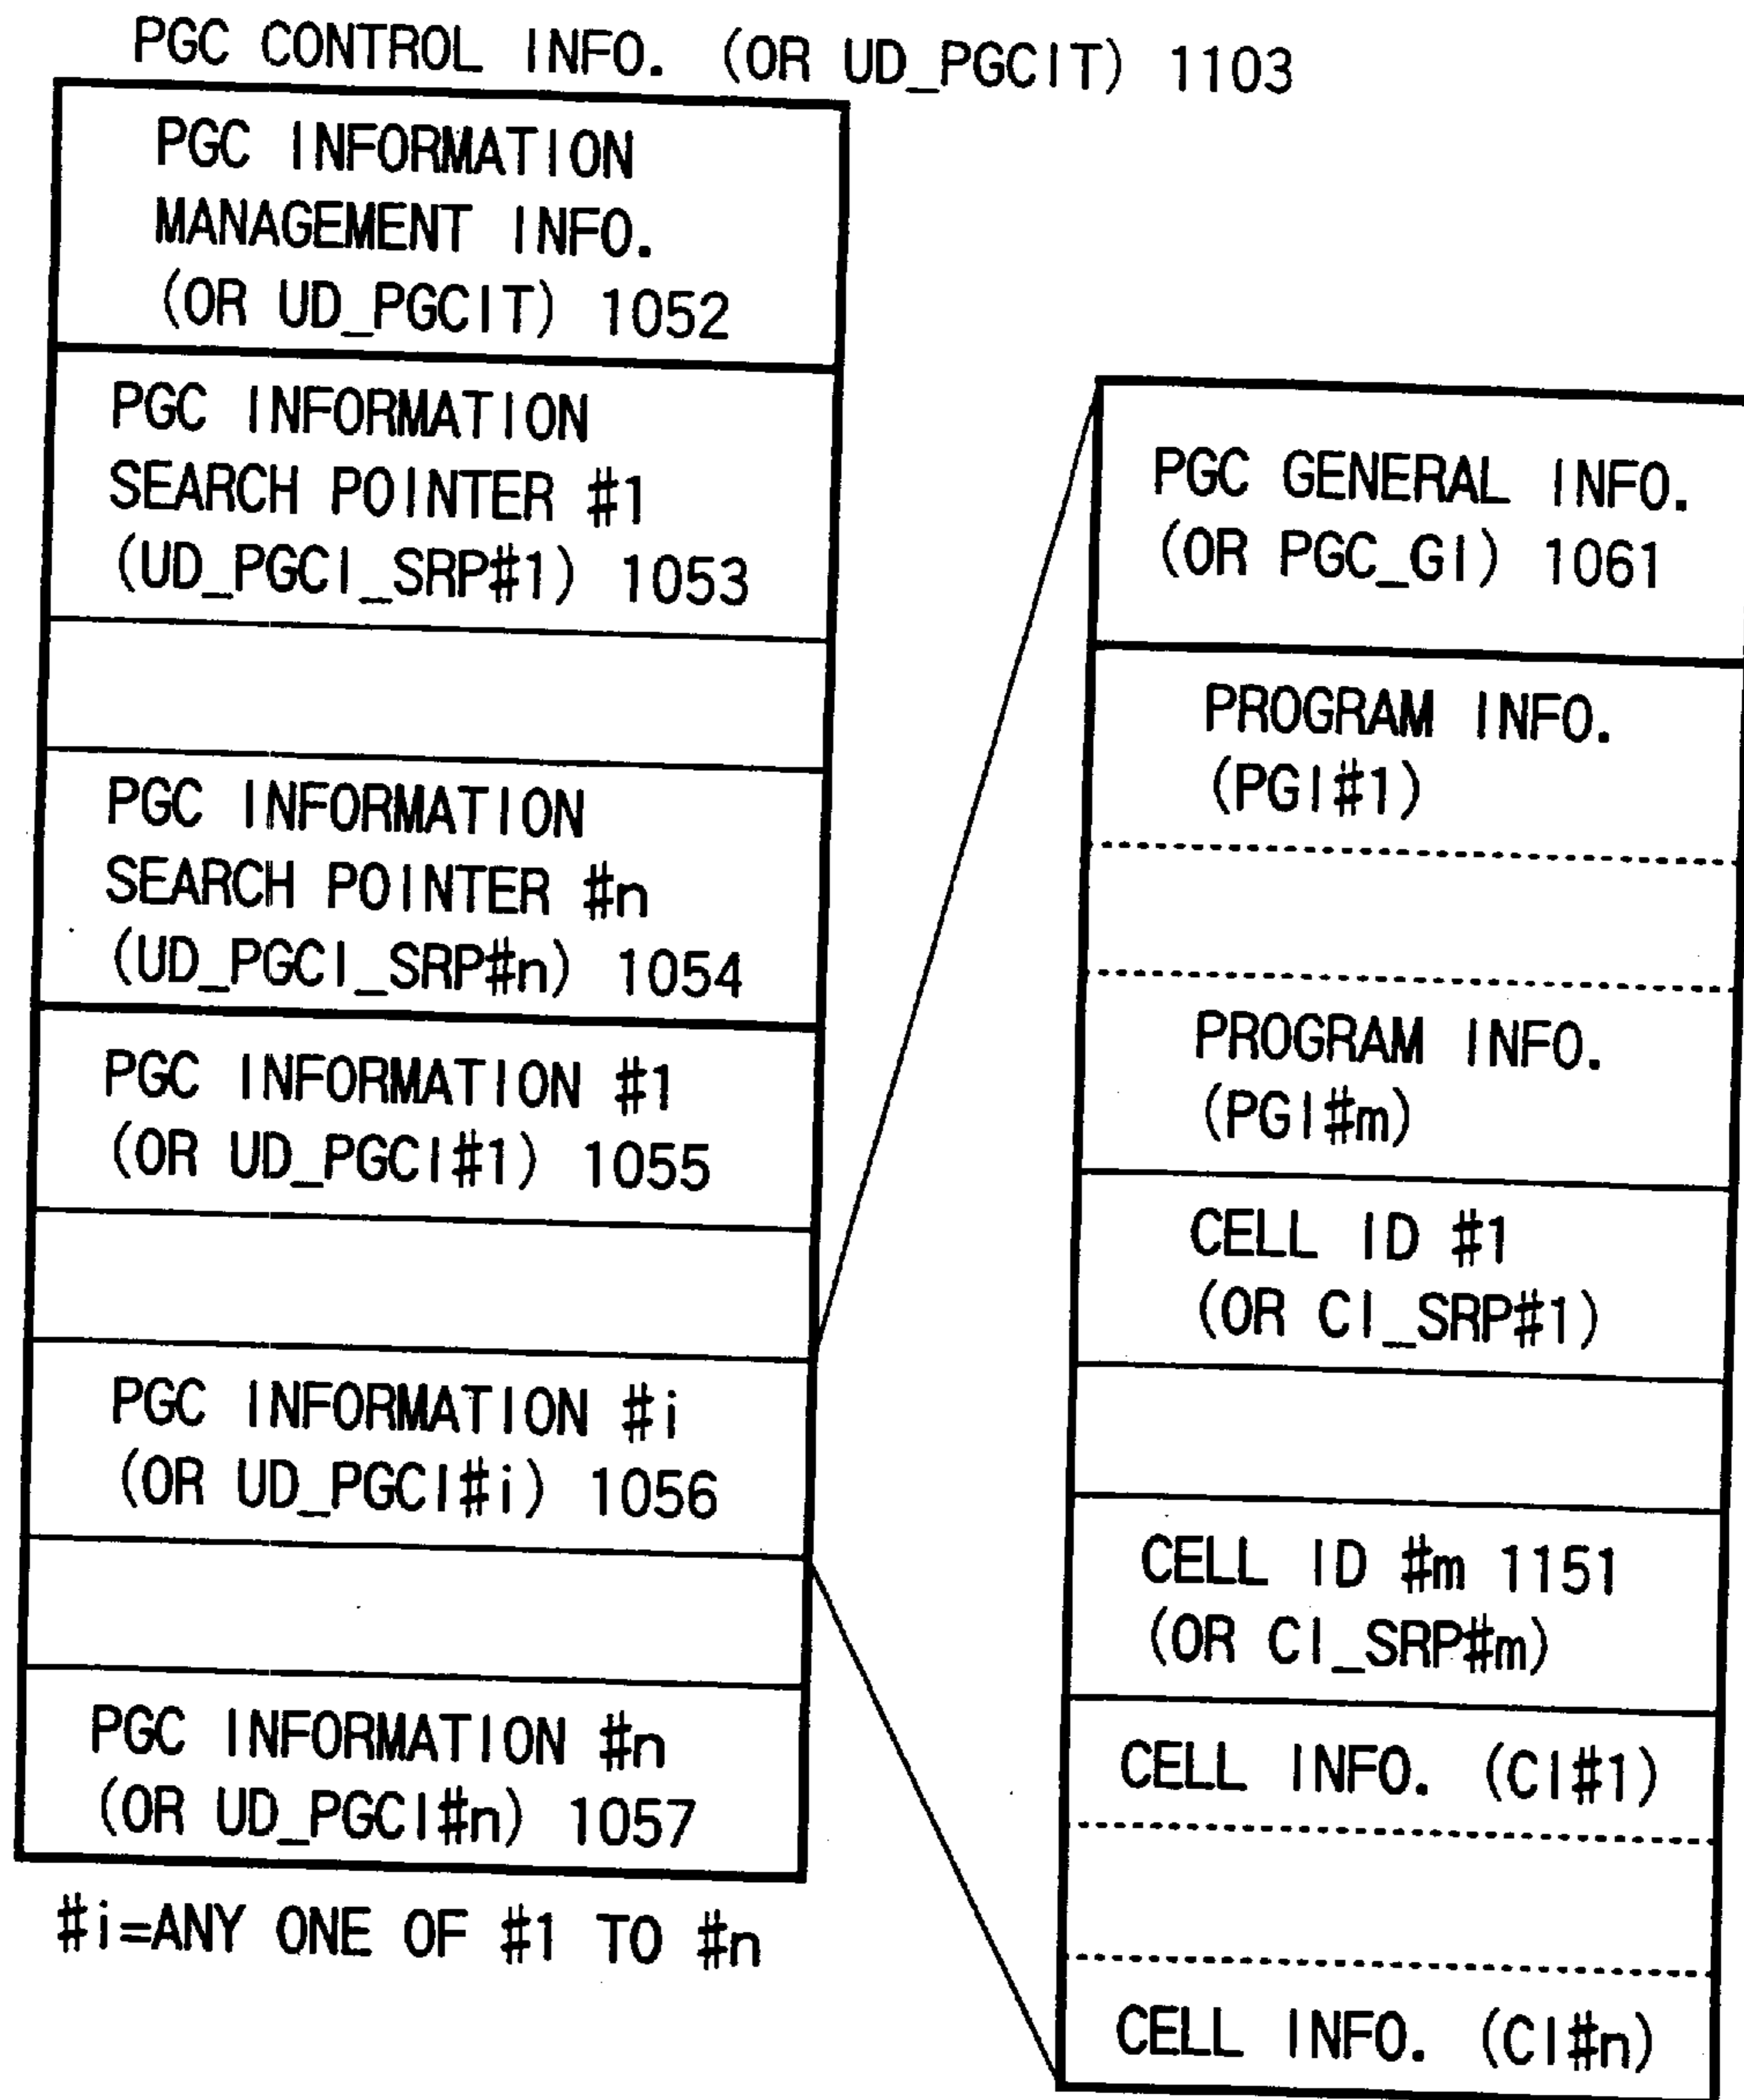 PGC CONTROL INFO. (OR UD_PGCIT) 1103
PGC INFORMATION
MANAGEMENT INFO.
(OR UD_PGCIT) 1052
PGC INFORMATION
SEARCH POINTER #1
(UD_PGCI_SRP#1) 1053
PGC INFORMATION
SEARCH POINTER #n
(UD_PGCI_SRP#n) 1054
PGC INFORMATION #1
(OR UD_PGCI#1) 1055
PGC INFORMATION #i
(OR UD_PGCI#i) 1056
PGC INFORMATION #n
(OR UD_PGCI#n) 1057
#i=ANY ONE OF #1 TO #n
PGC GENERAL INFO.
(OR PGC_GI) 1061
PROGRAM INFO.
(PGI#1)
PROGRAM INFO.
(PGI#m)
CELL ID #1
(OR CI_SRP#1)
CELL ID #m 1151
(OR CI_SRP#m)
CELL INFO. (CI#1)
CELL INFO. (CI#n)